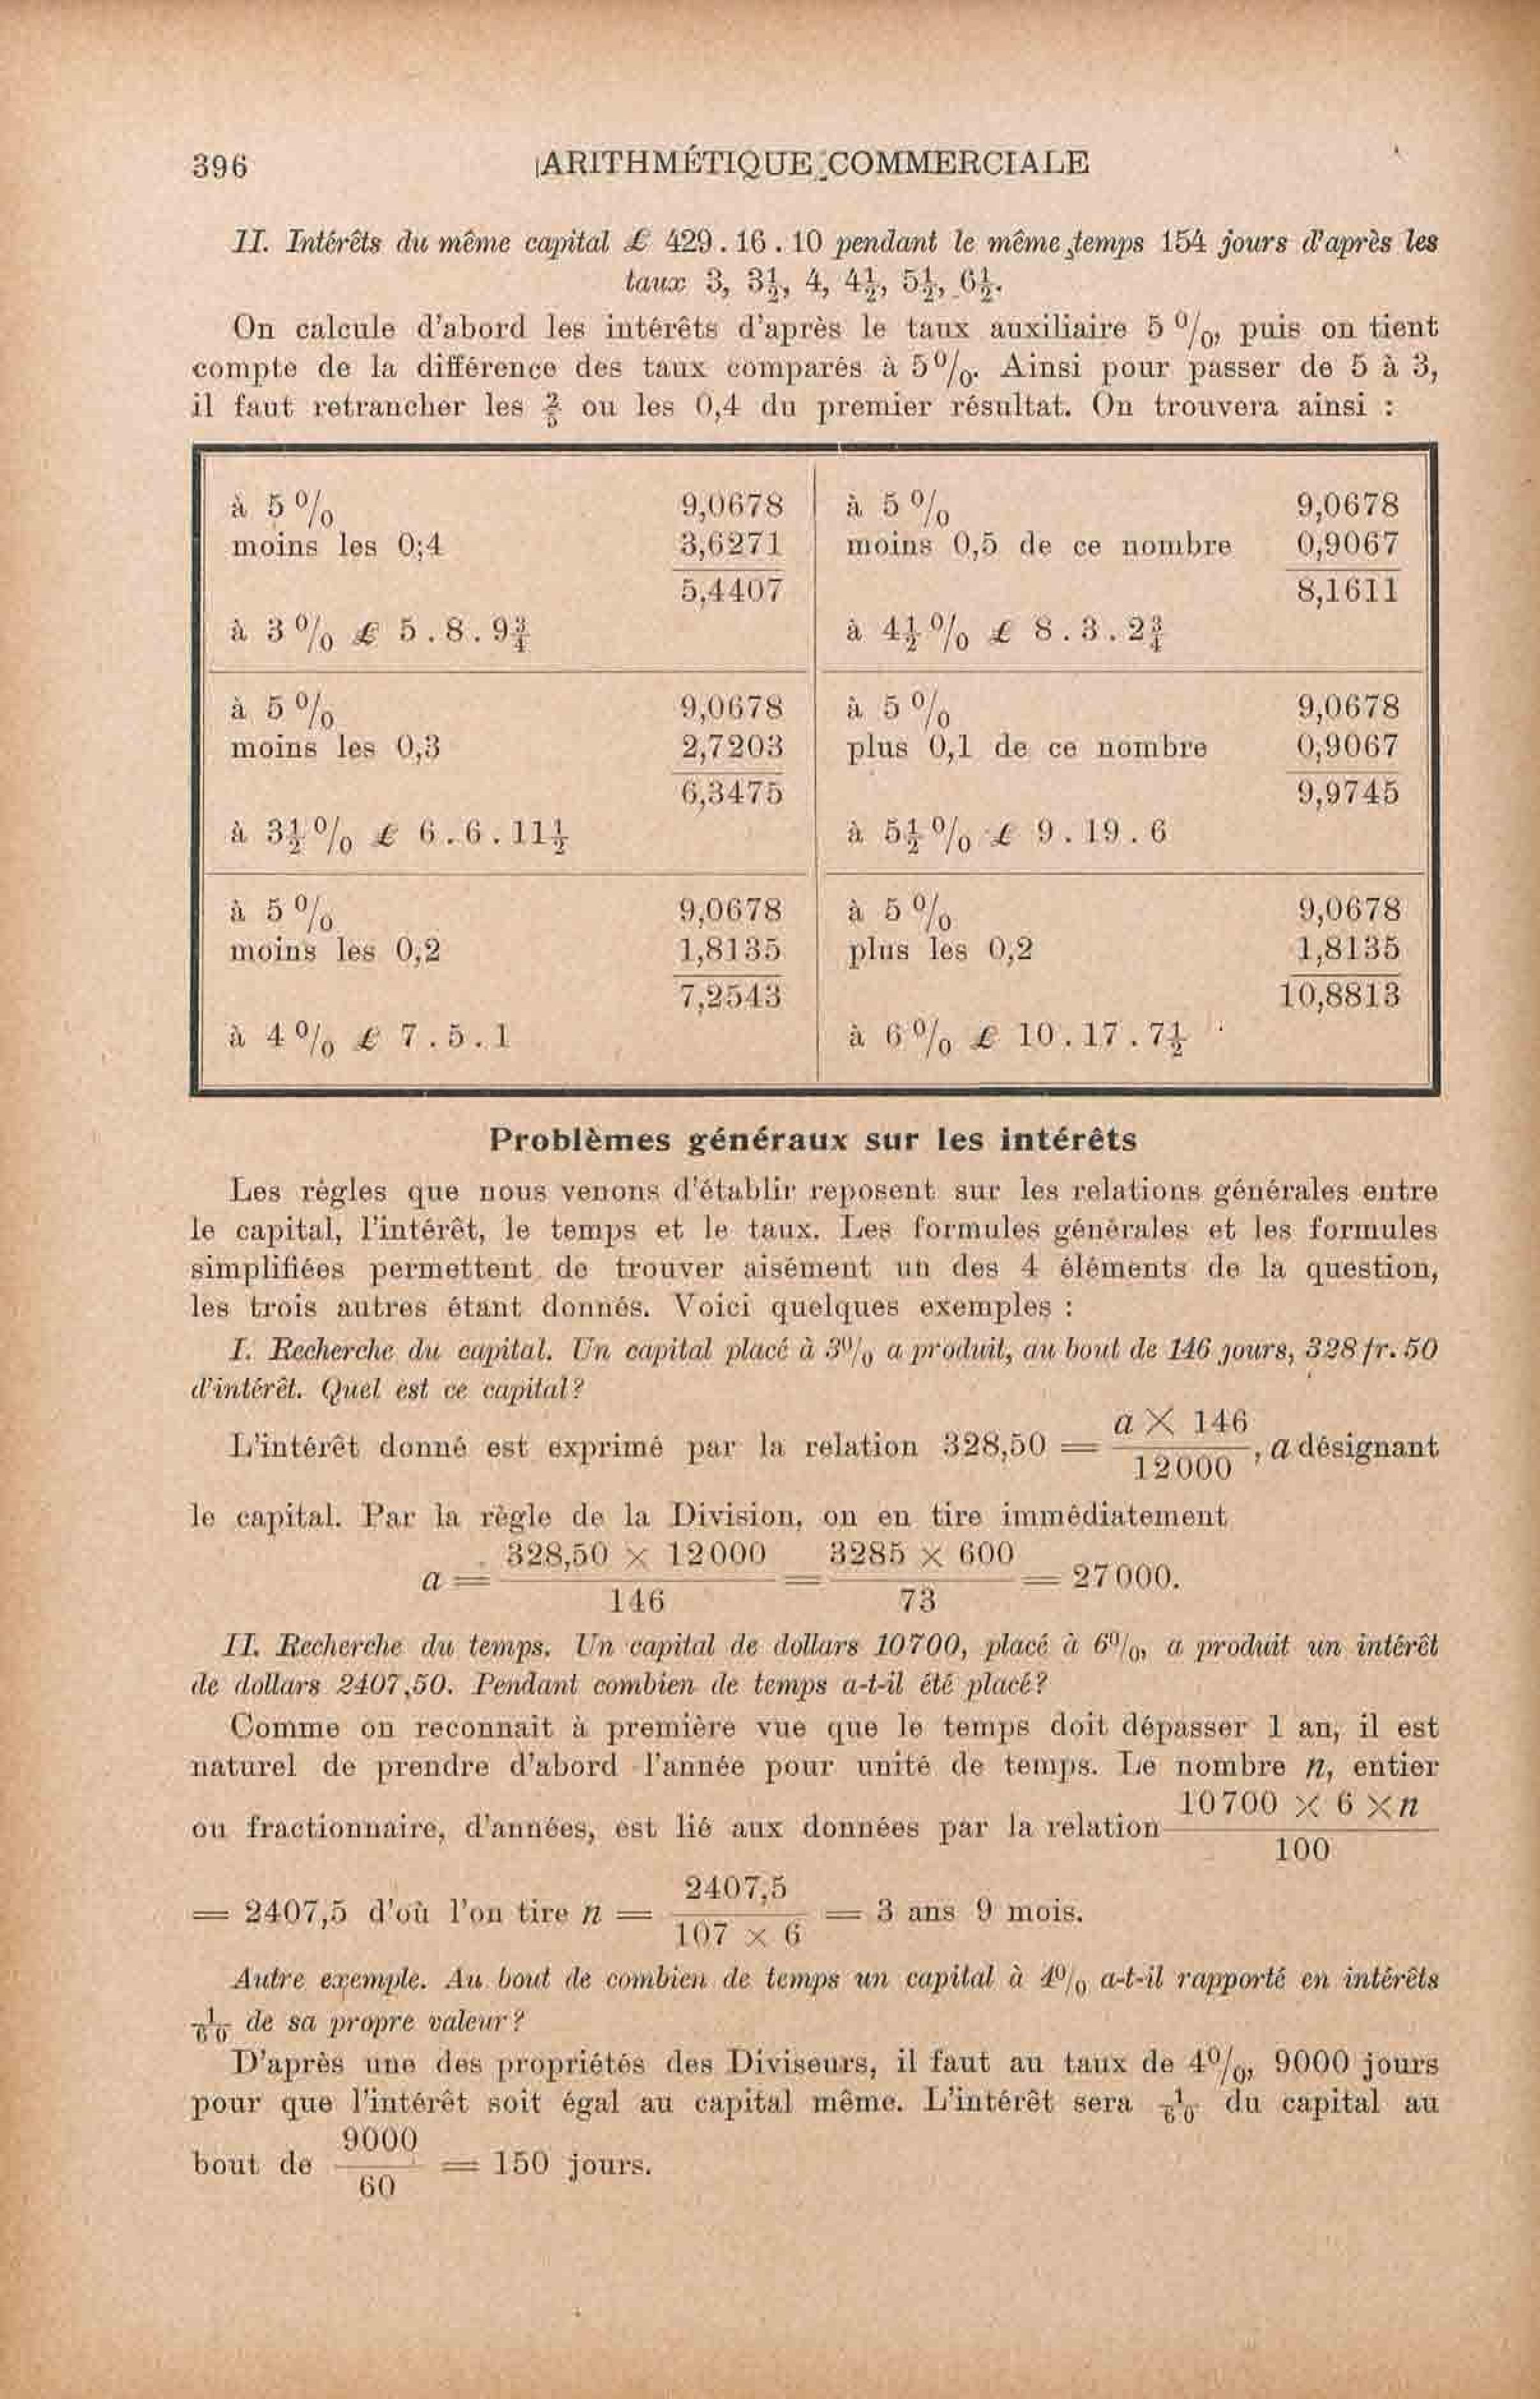 396 ARITHMÉTIQUE COMMERCIALE
II. Intérêts du même capital £ 429.16.10 pendant le même temps 154 jours d'après les
taux 3, 3½, 4, 4½, 5½, 6½.
On calcule d'abord les intérêts d'après le taux auxiliaire 5 %, puis on tient
compte de la différence des taux comparés à 5%. Ainsi pour passer de 5 à 3,
il faut retrancher les ⅖ ou les 0,4 du premier résultat. On trouvera ainsi :
à 5 % 9,0678
moins les 0;4 3,6271
5,4407
à 3 % £ 5.8.9¾
à 5 % 9,0678
moins 0,5 de ce nombre 0,9067
8,1611
à 4½ % £ 8.3.2¾
à 5 % 9,0678
moins les 0,3 2,7203
6,3475
à 3½ % £ 6.6.11½
à 5 % 9,0678
plus 0,1 de ce nombre 0,9067
9,9745
à 5½ % £ 9.19.6
à 5 % 9,0678
moins les 0,2 1,8135
7,2543
à 4 % £ 7.5.1
à 5 % 9,0678
plus les 0,2 1,8135
10,8813
à 6 % £ 10.17.7½
Problèmes généraux sur les intérêts
Les règles que nous venons d'établir reposent sur les relations générales entre
le capital, l'intérêt, le temps et le taux. Les formules générales et les formules
simplifiées permettent de trouver aisément un des 4 éléments de la question,
les trois autres étant donnés. Voici quelques exemples :
I. Recherche du capital. Un capital placé à 3% a produit, au bout de 146 jours, 328 fr. 50
d'intérêt. Quel est ce capital?
L'intérêt donné est exprimé par la relation 328,50 = a × 146 / 12000, a désignant
le capital. Par la règle de la Division, on en tire immédiatement
a = 328,50 × 12000 / 146 = 3285 × 600 / 73 = 27000.
II. Recherche du temps. Un capital de dollars 10700, placé à 6%, a produit un intérêt
de dollars 2407,50. Pendant combien de temps a-t-il été placé?
Comme on reconnait à première vue que le temps doit dépasser 1 an, il est
naturel de prendre d'abord l'année pour unité de temps. Le nombre n, entier
ou fractionnaire, d'années, est lié aux données par la relation 10700 × 6 × n / 100
= 2407,5 d'où l'on tire n = 2407,5 / 107 × 6 = 3 ans 9 mois.
Autre exemple. Au bout de combien de temps un capital à 4% a-t-il rapporté en intérêts
1/60 de sa propre valeur?
D'après une des propriétés des Diviseurs, il faut au taux de 4%, 9000 jours
pour que l'intérêt soit égal au capital même. L'intérêt sera 1/60 du capital au
bout de 9000 / 60 = 150 jours.